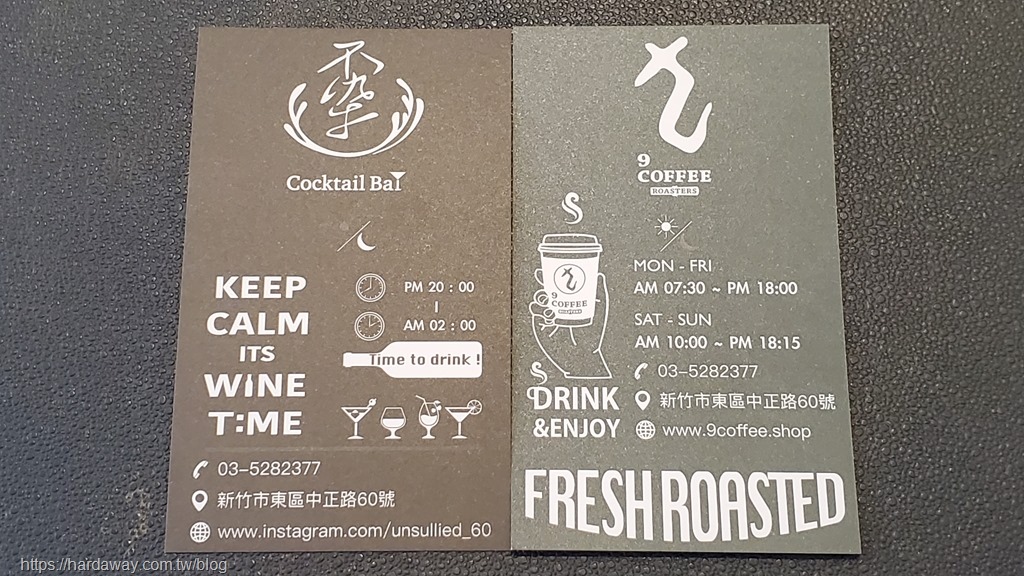 不染
Cocktail Bar
KEEP
CALM
ITS
WINE
T:ME
PM 20 : 00
AM 02 : 00
Time to drink !
03-5282377
新竹市東區中正路60號
www.instagram.com/unsullied_60
九
9
COFFEE
ROASTERS
MON - FRI
AM 07:30 ~ PM 18:00
SAT - SUN
AM 10:00 ~ PM 18:15
九
9
COFFEE
ROASTERS
DRINK
&ENJOY
03-5282377
新竹市東區中正路60號
www.9coffee.shop
FRESH ROASTED
https://hardaway.com.tw/blog